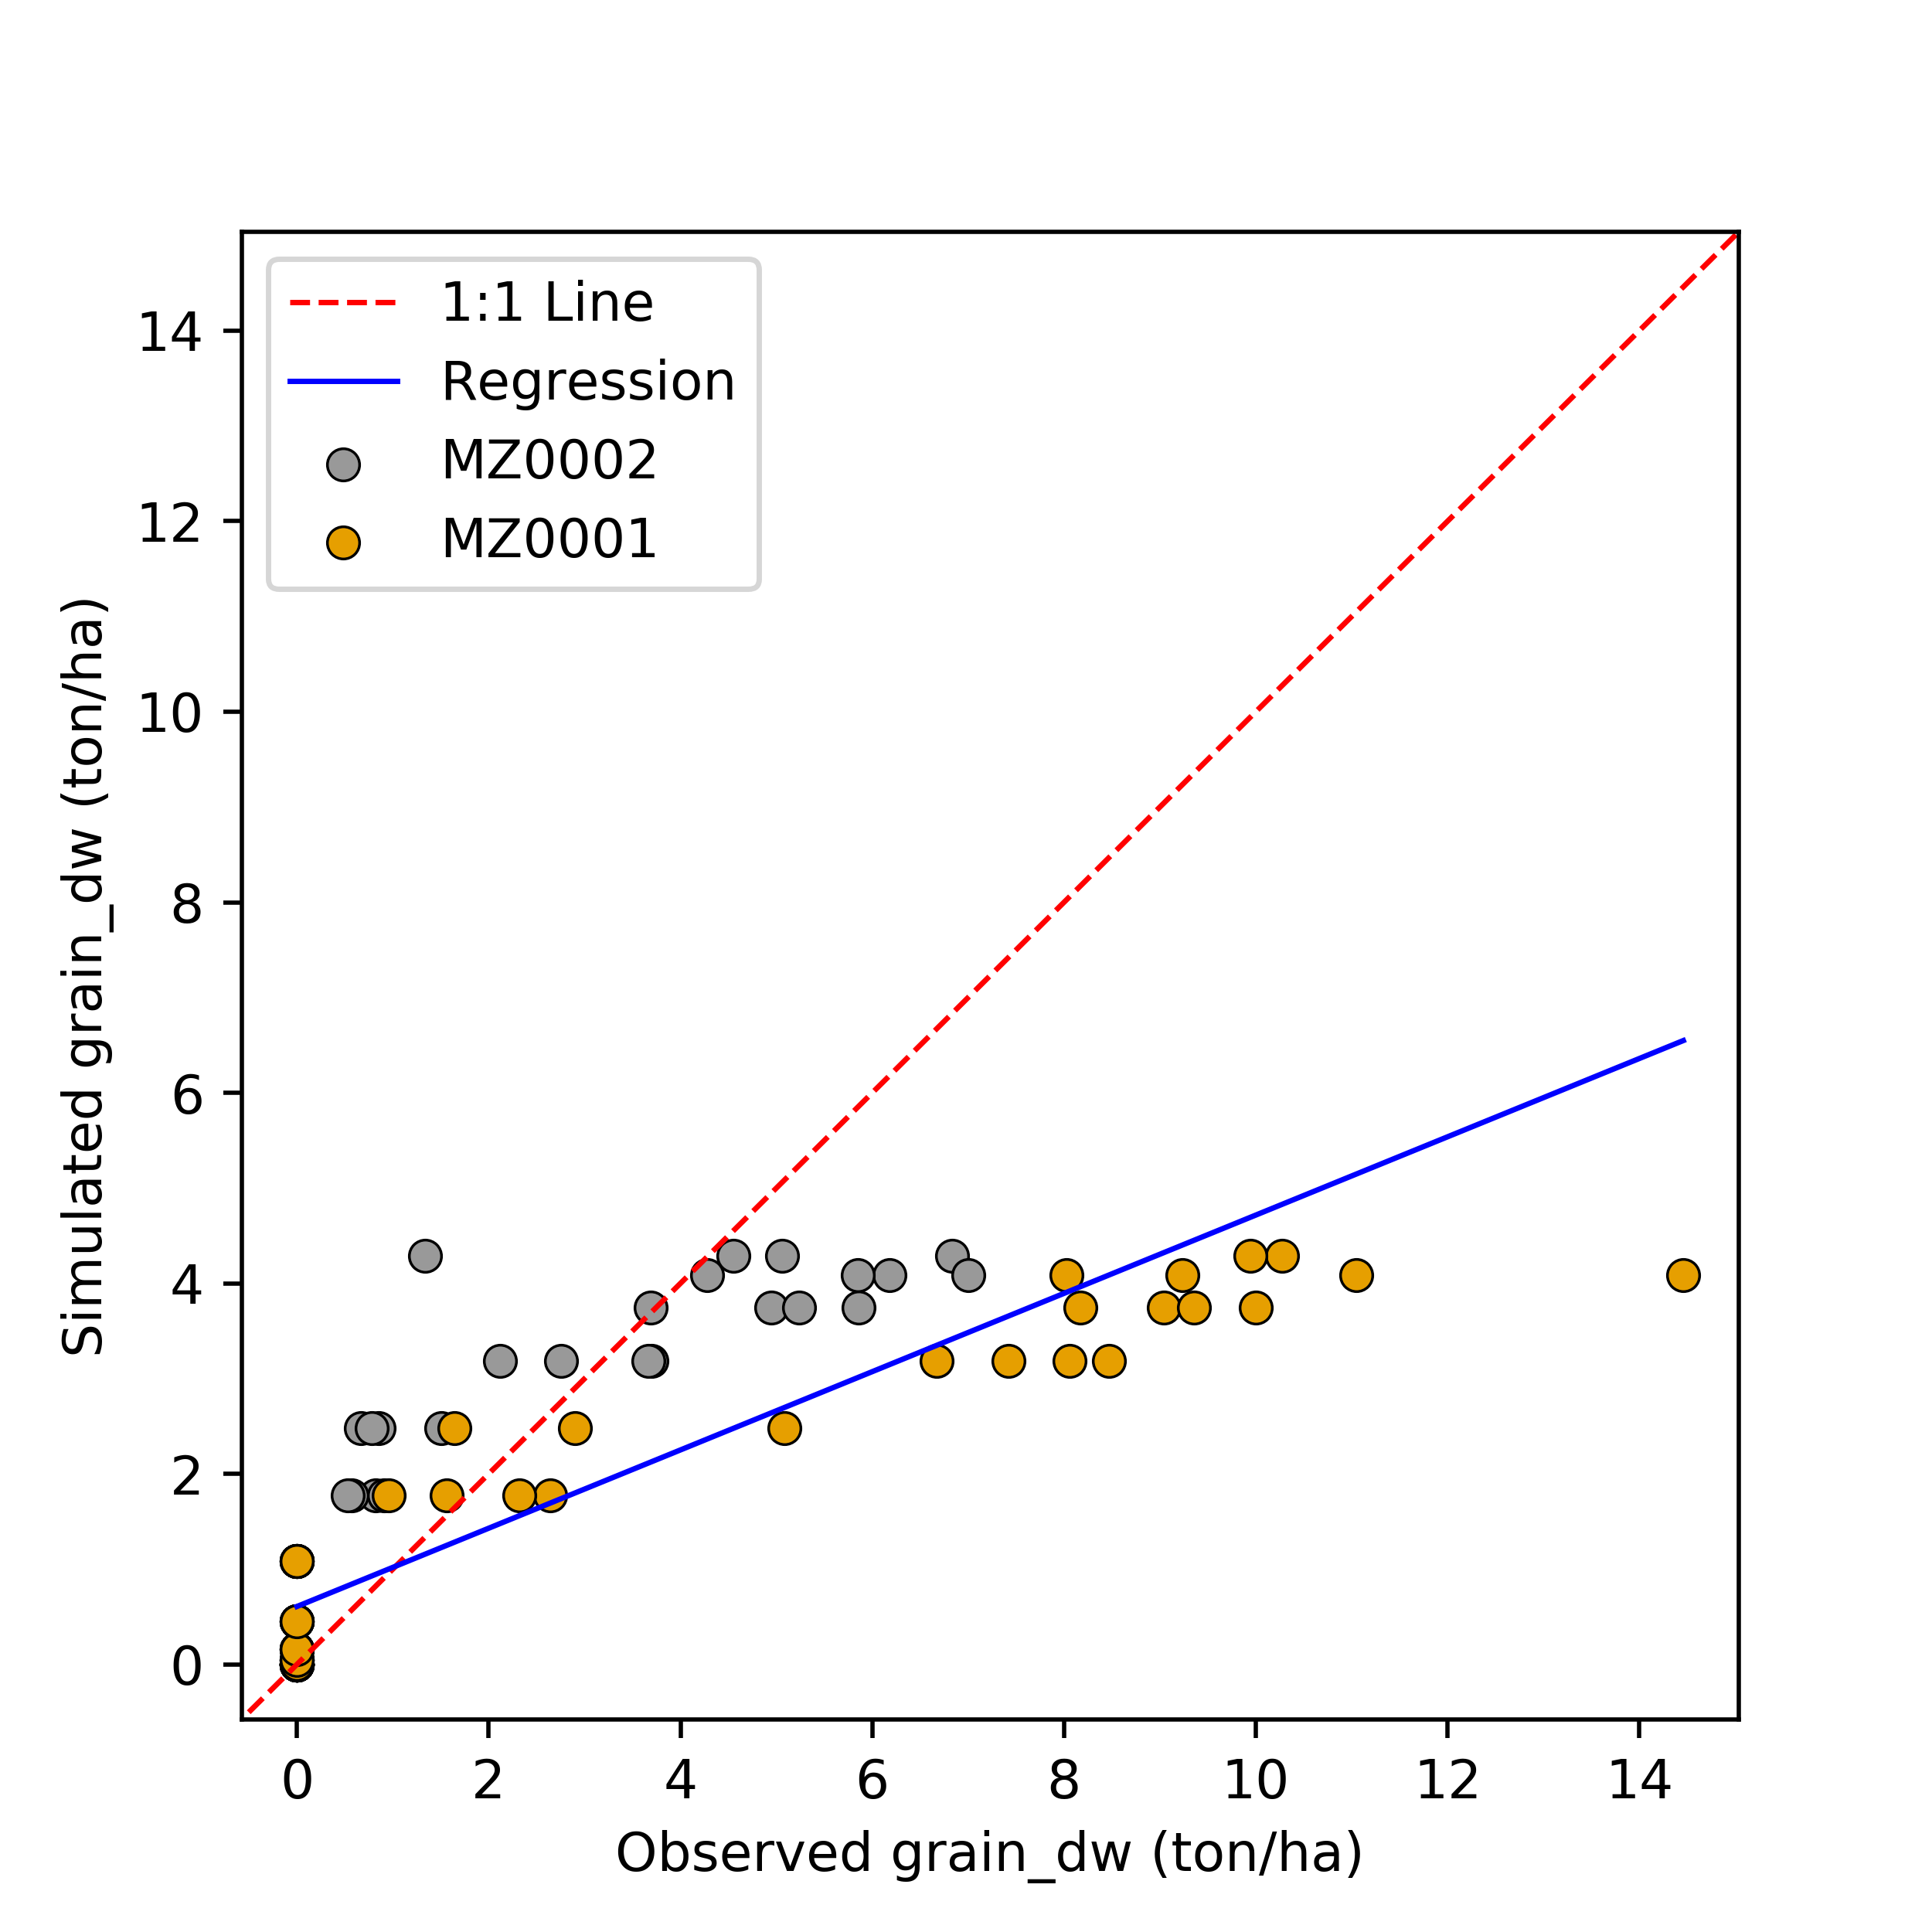 1:1 Line
Regression
MZ0002
MZ0001
14
12
10
8
6
4
2
0
Simulated grain_dw (ton/ha)
0 2 4 6 8 10 12 14
Observed grain_dw (ton/ha)